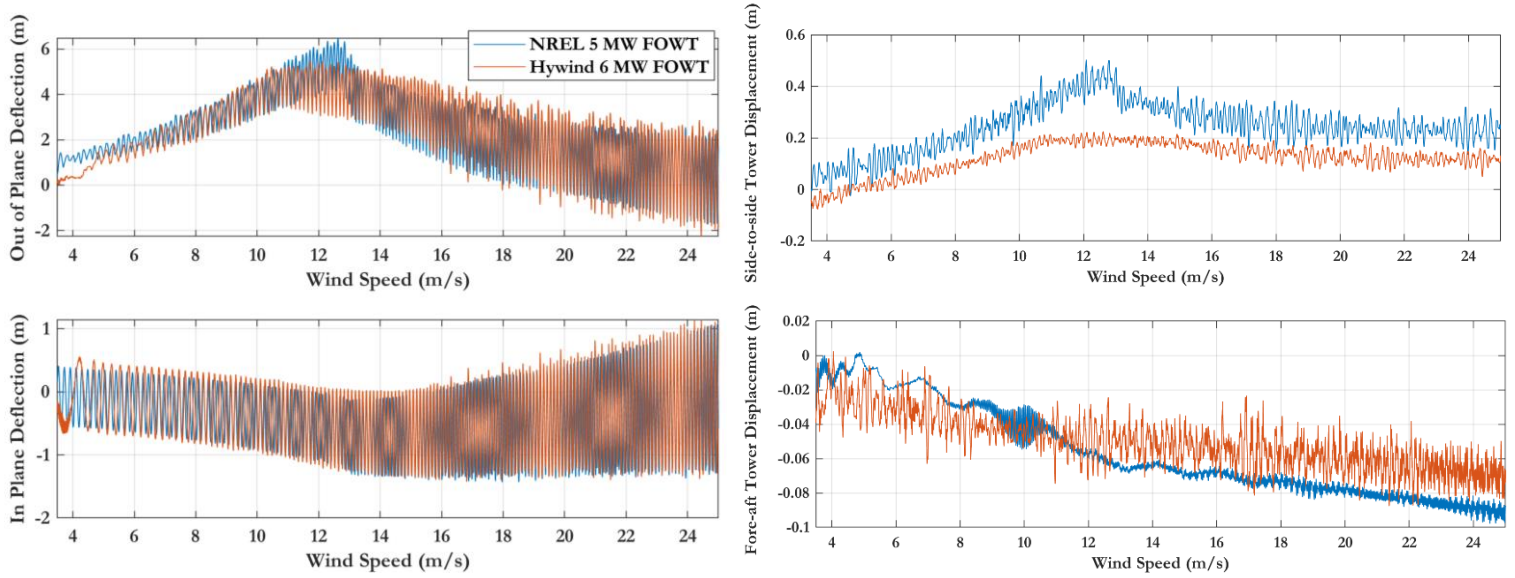 Out of Plane Deflection (m)
6
4
2
0
-2
4 6 8 10 12 14 16 18 20 22 24
Wind Speed (m/s)
NREL 5 MW FOWT
Hywind 6 MW FOWT
Side-to-side Tower Displacement (m)
0.6
0.4
0.2
0
-0.2
4 6 8 10 12 14 16 18 20 22 24
Wind Speed (m/s)
In Plane Deflection (m)
1
0
-1
-2
4 6 8 10 12 14 16 18 20 22 24
Wind Speed (m/s)
Fore-aft Tower Displacement (m)
0.02
0
-0.02
-0.04
-0.06
-0.08
-0.1
4 6 8 10 12 14 16 18 20 22 24
Wind Speed (m/s)